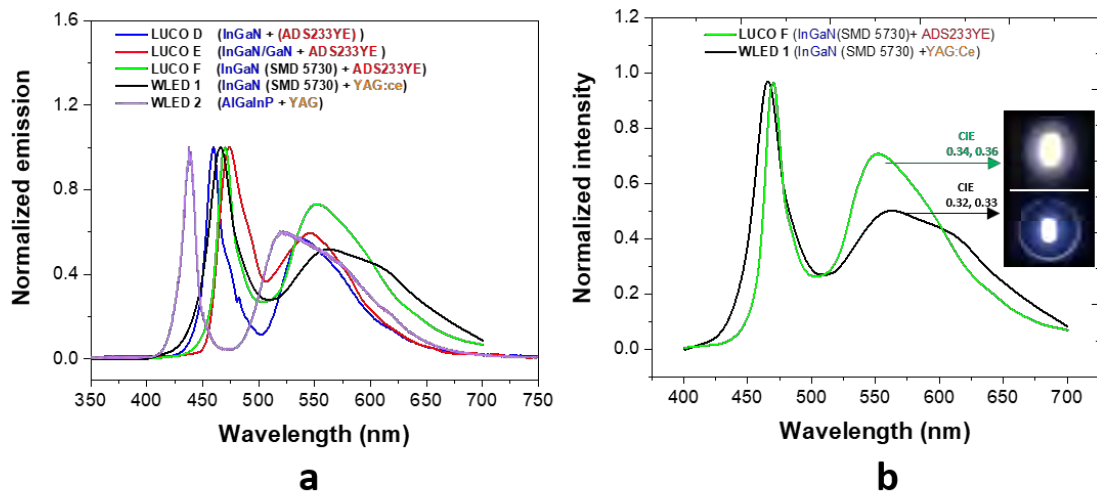 LUCO D (InGaN + (ADS233YE) )
LUCO E (InGaN/GaN + ADS233YE )
LUCO F (InGaN (SMD 5730) + ADS233YE)
WLED 1 (InGaN (SMD 5730) + YAG:ce)
WLED 2 (AlGaInP + YAG)
Normalized emission
1.6
1.2
0.8
0.4
0.0
350 400 450 500 550 600 650 700 750
Wavelength (nm)
a
LUCO F (InGaN(SMD 5730)+ ADS233YE)
WLED 1 (InGaN (SMD 5730) +YAG:Ce)
Normalized intensity
1.2
1.0
0.8
0.6
0.4
0.2
0.0
CIE
0.34, 0.36
CIE
0.32, 0.33
400 450 500 550 600 650 700
Wavelength (nm)
b